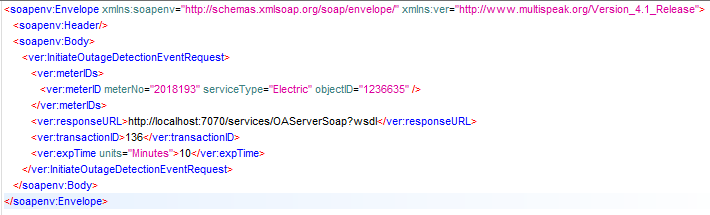 <soapenv:Envelope xmlns:soapenv="http://schemas.xmlsoap.org/soap/envelope/" xmlns:ver="http://www.multispeak.org/Version_4.1_Release">
<soapenv:Header/>
<soapenv:Body>
<ver:InitiateOutageDetectionEventRequest>
<ver:meterIDs>
<ver:meterID meterNo="2018193" serviceType="Electric" objectID="1236635" />
</ver:meterIDs>
<ver:responseURL>http://localhost:7070/services/OAServerSoap?wsdl</ver:responseURL>
<ver:transactionID>136</ver:transactionID>
<ver:expTime units="Minutes">10</ver:expTime>
</ver:InitiateOutageDetectionEventRequest>
</soapenv:Body>
</soapenv:Envelope>